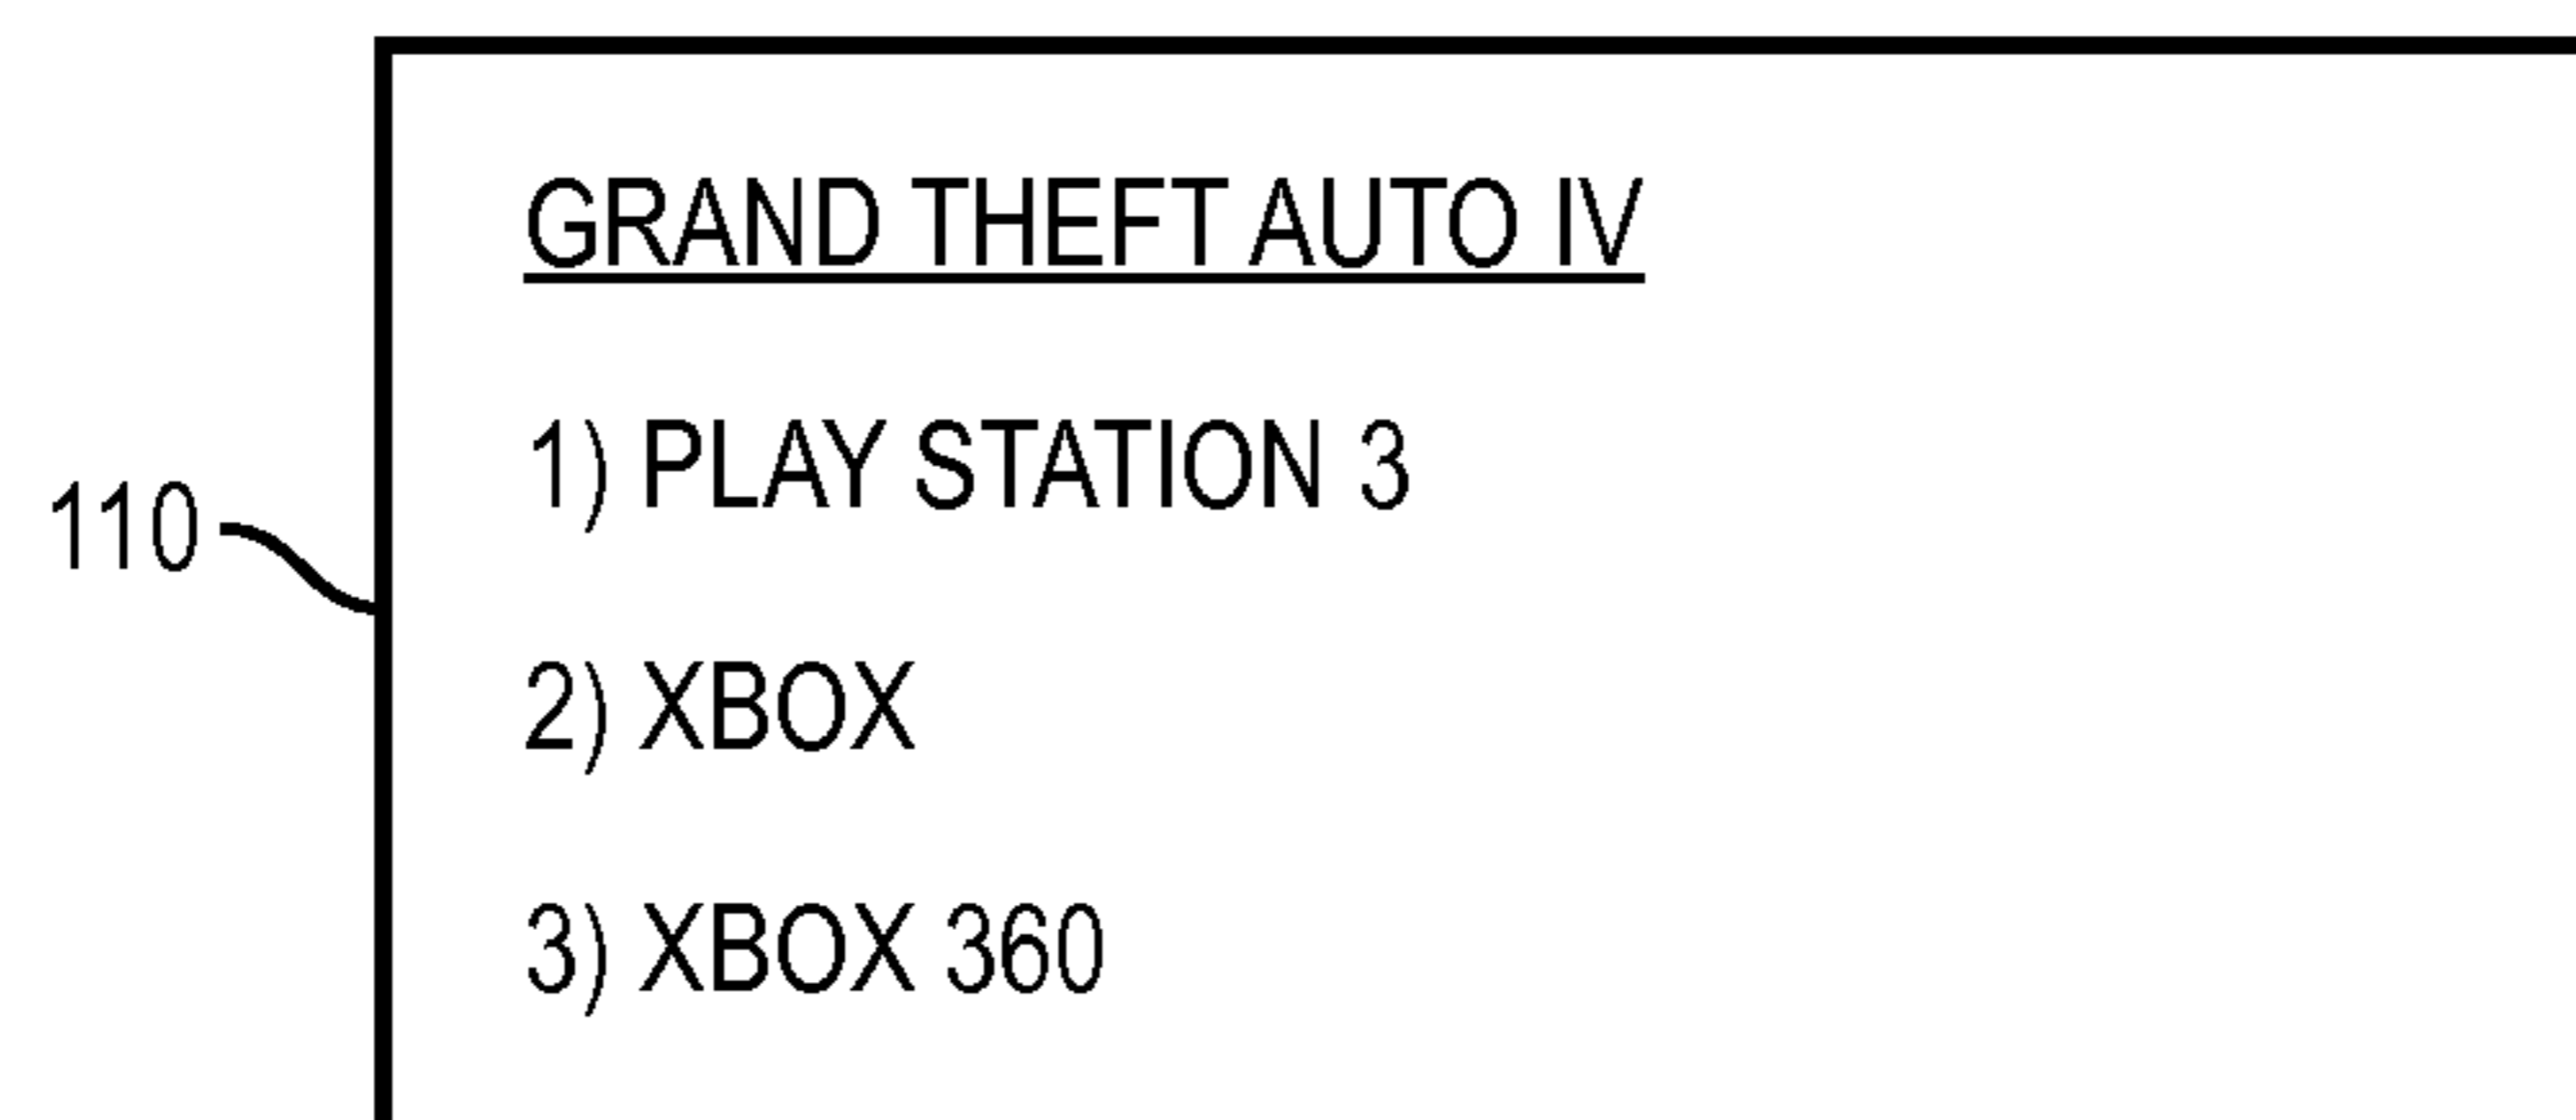 GRAND THEFT AUTO IV
1) PLAY STATION 3
110
2) XBOX
3) XBOX 360